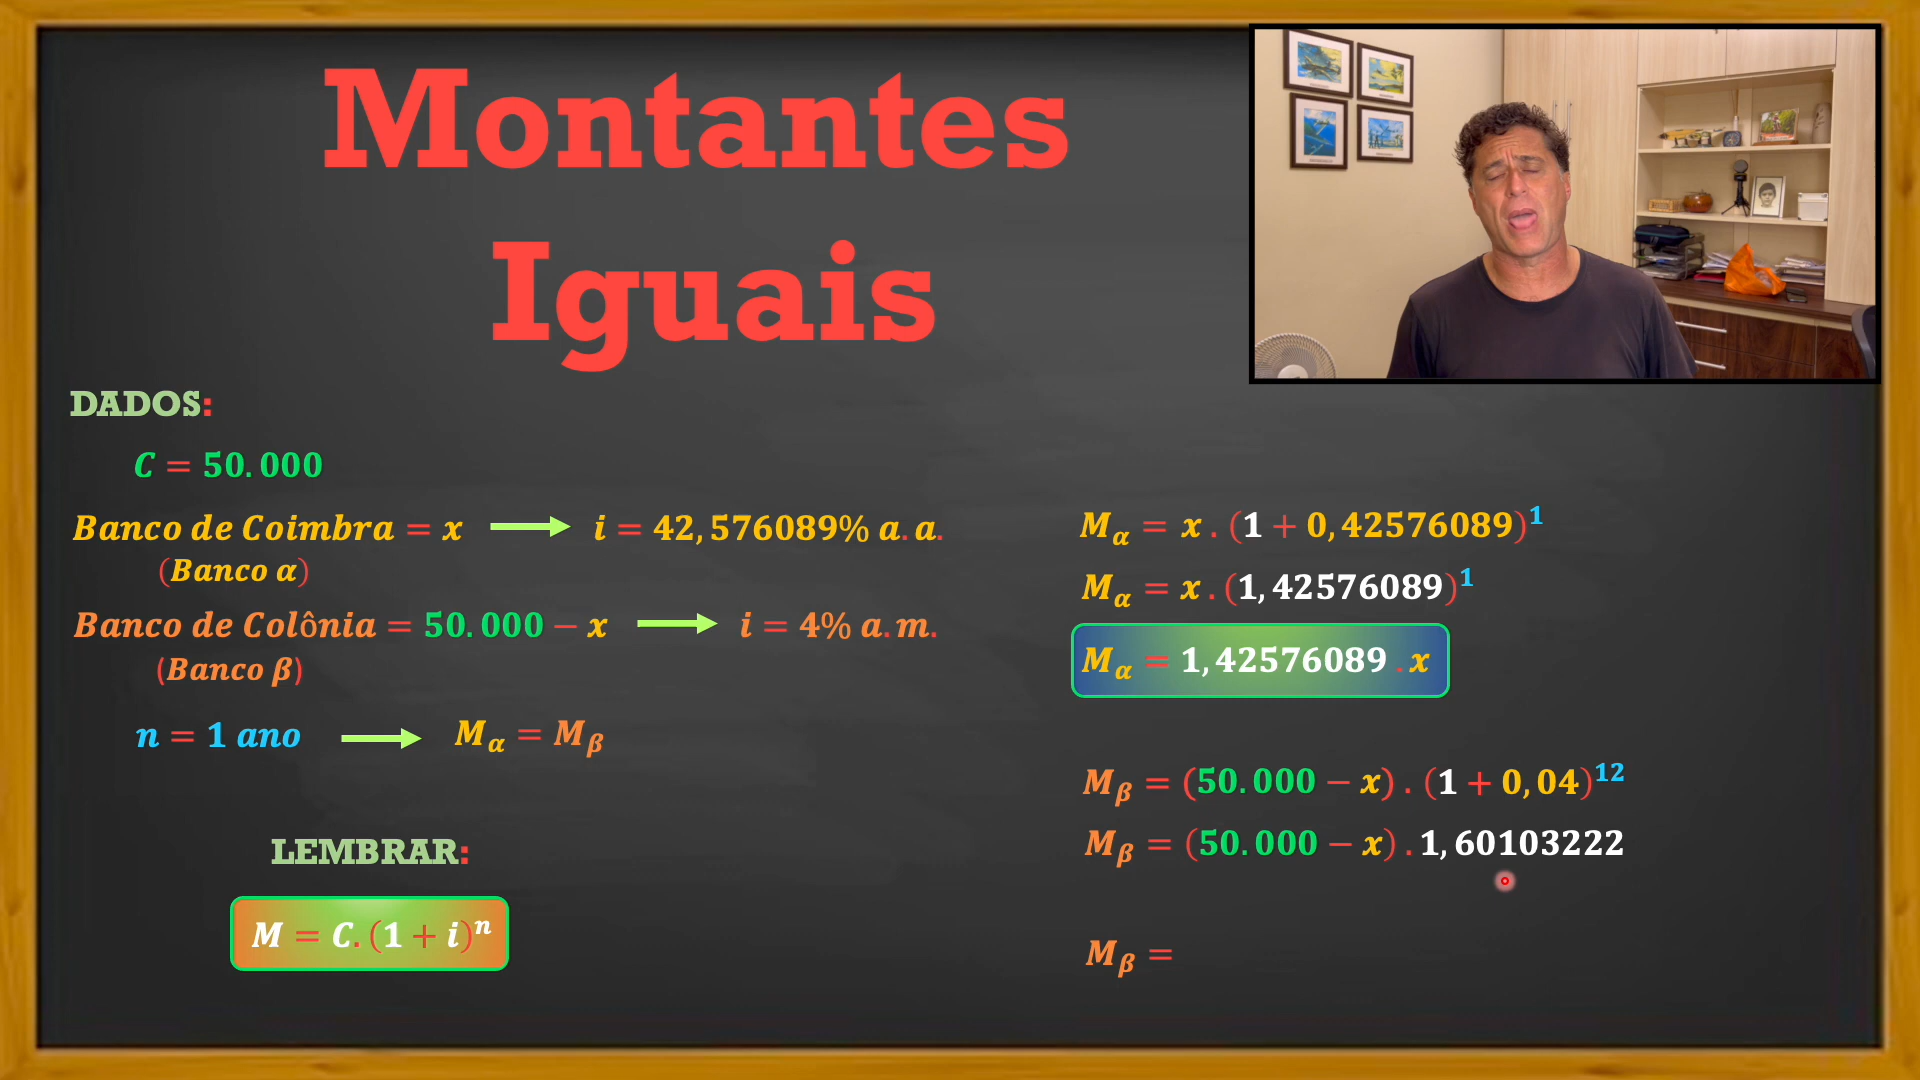 Montantes
Iguais
DADOS:
C = 50.000
Banco de Coimbra = x → i = 42,576089% a.a.
(Banco α)
Banco de Colônia = 50.000 − x → i = 4% a.m.
(Banco β)
n = 1 ano → Mα = Mβ
LEMBRAR:
M = C.(1 + i)ⁿ
Mα = x . (1 + 0,42576089)¹
Mα = x . (1,42576089)¹
Mα = 1,42576089 . x
Mβ = (50.000 − x) . (1 + 0,04)¹²
Mβ = (50.000 − x) . 1,60103222
Mβ =